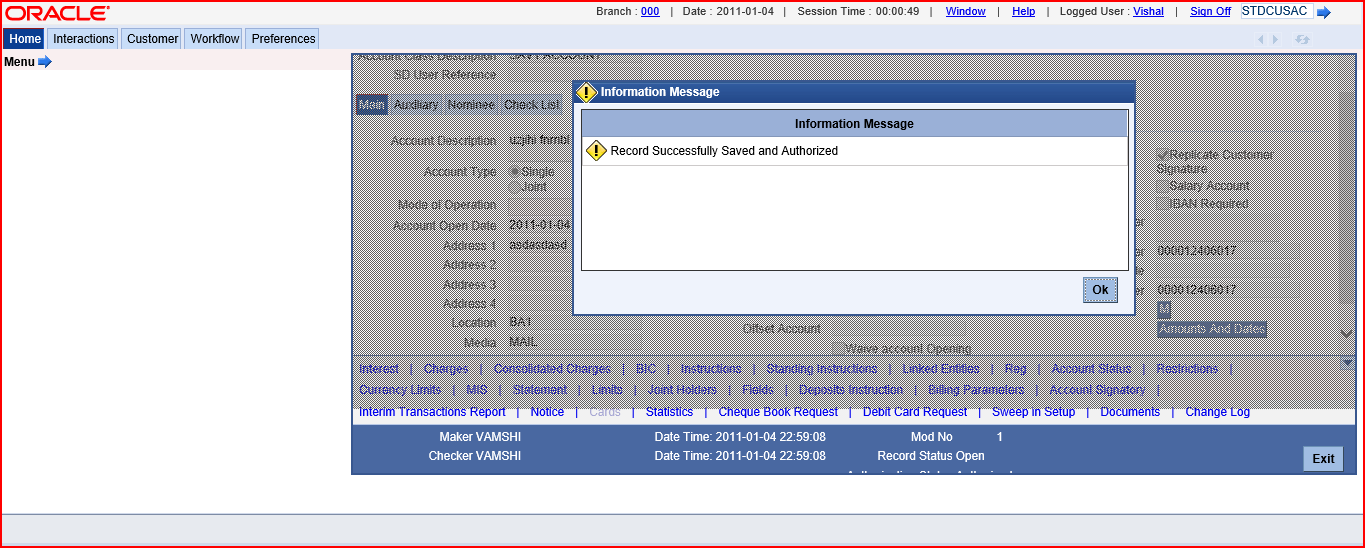 ORACLE Branch : 000 | Date : 2011-01-04 | Session Time : 00:00:49 | Window | Help | Logged User : Vishal | Sign Off STDCUSAC
Home Interactions Customer Workflow Preferences
Menu
Account Class Description SAV1 ACCOUNT
SD User Reference
Information Message
Main Auxiliary Nominee Check List
Information Message
Account Description
Record Successfully Saved and Authorized
Replicate Customer
Signature
Account Type Single
Joint
Salary Account
Mode of Operation
IBAN Required
Account Open Date 2011-01-04
Address 1 asdasdasd
000012406017
Address 2
Address 3
000012406017
Ok
Address 4
Location BA1
Offset Account
Amounts And Dates
Media MAIL
Waive account Opening
Interest | Charges | Consolidated Charges | BIC | Instructions | Standing Instructions | Linked Entities | Reg | Account Status | Restrictions |
Currency Limits | MIS | Statement | Limits | Joint Holders | Fields | Deposits Instruction | Billing Parameters | Account Signatory |
Interim Transactions Report | Notice | Cards | Statistics | Cheque Book Request | Debit Card Request | Sweep in Setup | Documents | Change Log
Maker VAMSHI Date Time: 2011-01-04 22:59:08 Mod No 1
Checker VAMSHI Date Time: 2011-01-04 22:59:08 Record Status Open
Exit